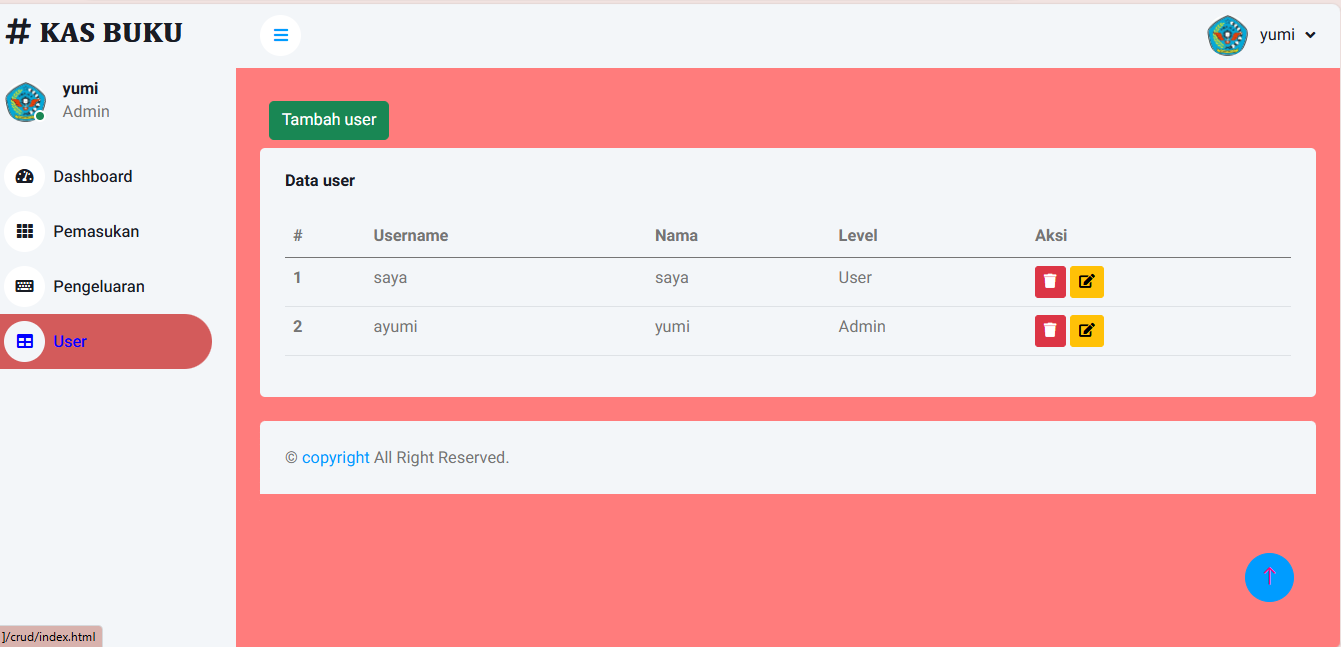 # KAS BUKU
yumi
yumi
Admin
Dashboard
Pemasukan
Pengeluaran
User
Tambah user
Data user
# Username Nama Level Aksi
1 saya saya User
2 ayumi yumi Admin
© copyright All Right Reserved.
]/crud/index.html